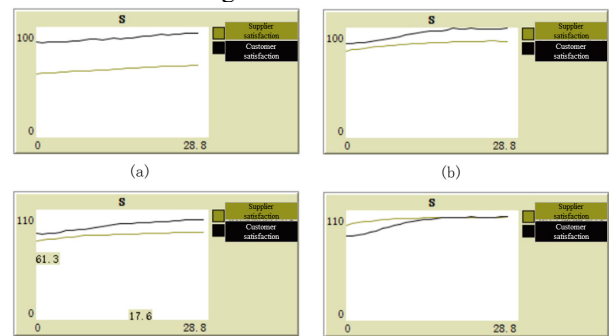 S
100
0
0
28.8
Supplier
satisfaction
Customer
satisfaction
(a)
S
100
0
0
28.8
Supplier
satisfaction
Customer
satisfaction
(b)
S
110
61.3
17.6
0
0
28.8
Supplier
satisfaction
Customer
satisfaction
S
110
0
0
28.8
Supplier
satisfaction
Customer
satisfaction